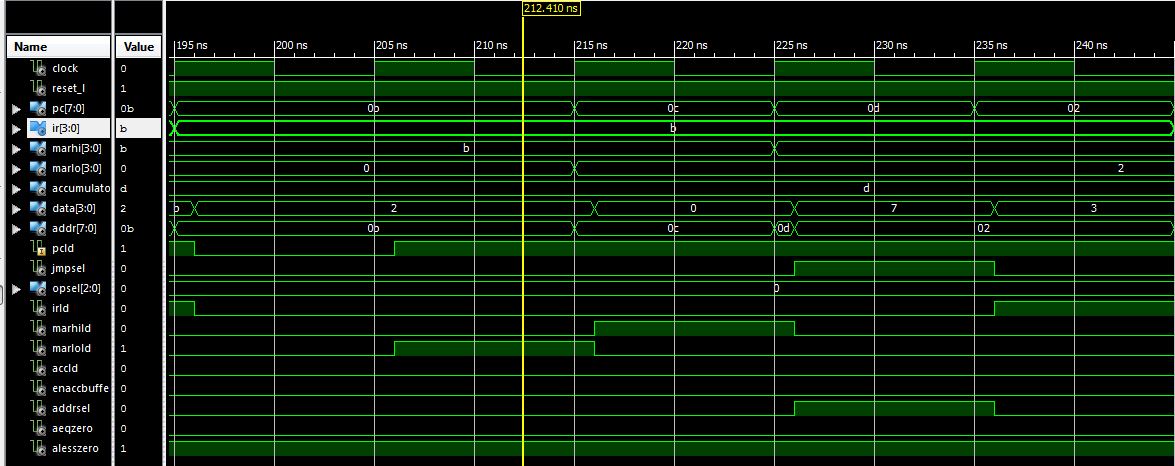 212.410 ns
Name Value 195 ns 200 ns 205 ns 210 ns 215 ns 220 ns 225 ns 230 ns 235 ns 240 ns
clock 0
reset_l 1
pc[7:0] 0b 0b 0c 0d 02
ir[3:0] b b
marhi[3:0] b b
marlo[3:0] 0 0 2
accumulato d d
data[3:0] 2 b 2 0 7 3
addr[7:0] 0b 0b 0c 0d 02
pcld 1
jmpsel 0
opsel[2:0] 0 0
irld 0
marhild 0
marlold 1
accld 0
enaccbuffe 0
addrsel 0
aeqzero 0
alesszero 1